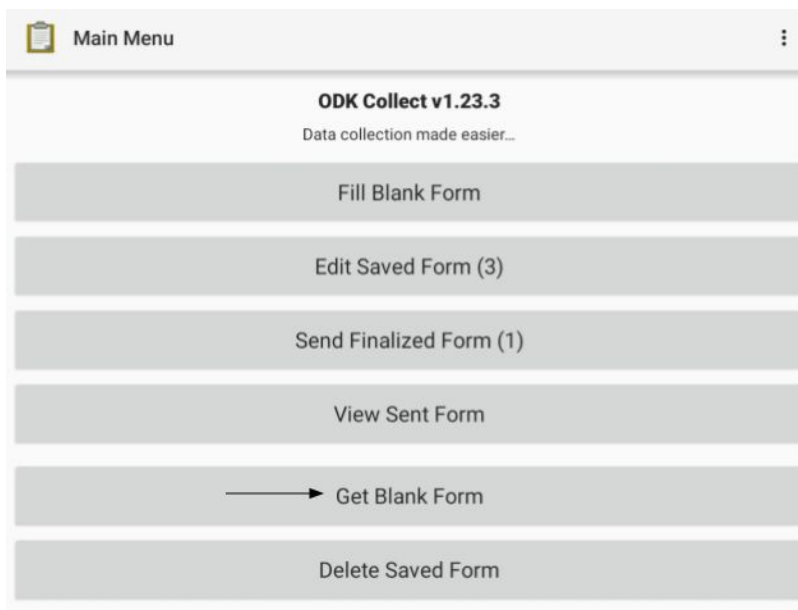 Main Menu
ODK Collect v1.23.3
Data collection made easier...
Fill Blank Form
Edit Saved Form (3)
Send Finalized Form (1)
View Sent Form
Get Blank Form
Delete Saved Form